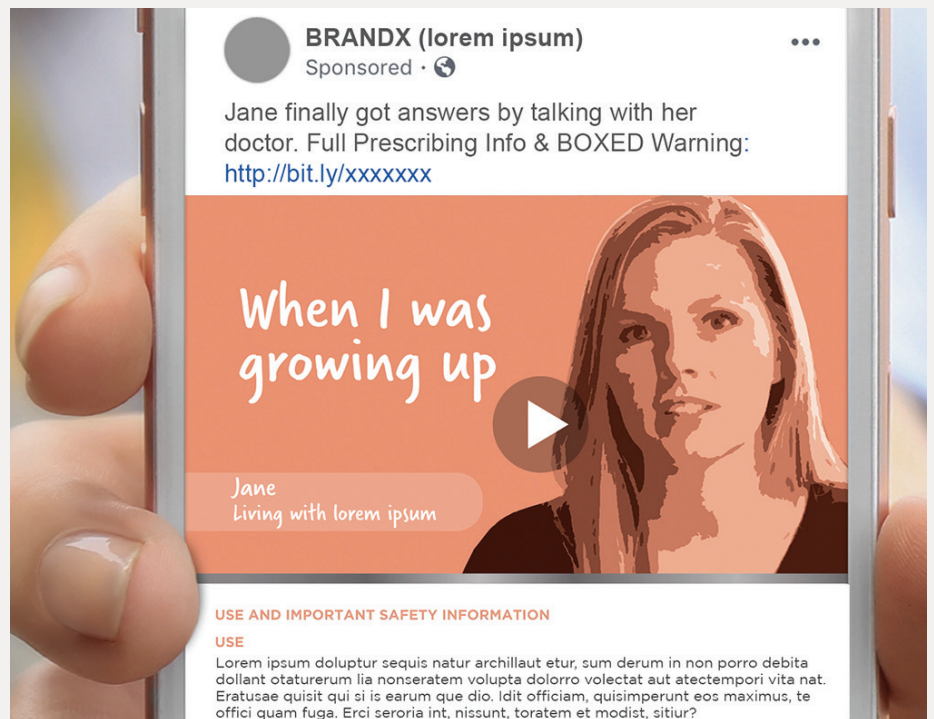 BRANDX (lorem ipsum)
Sponsored ·
Jane finally got answers by talking with her
doctor. Full Prescribing Info & BOXED Warning:
http://bit.ly/xxxxxxx
When I was
growing up
Jane
Living with lorem ipsum
USE AND IMPORTANT SAFETY INFORMATION
USE
Lorem ipsum doluptur sequis natur archillaut etur, sum derum in non porro debita
dollant otaturerum lia nonseratem volupta dolorro volectat aut atectempori vita nat.
Eratusae quisit qui si is earum que dio. Idit officiam, quisimperunt eos maximus, te
offici quam fuga. Erci seroria int, nissunt, toratem et modist, sitiur?